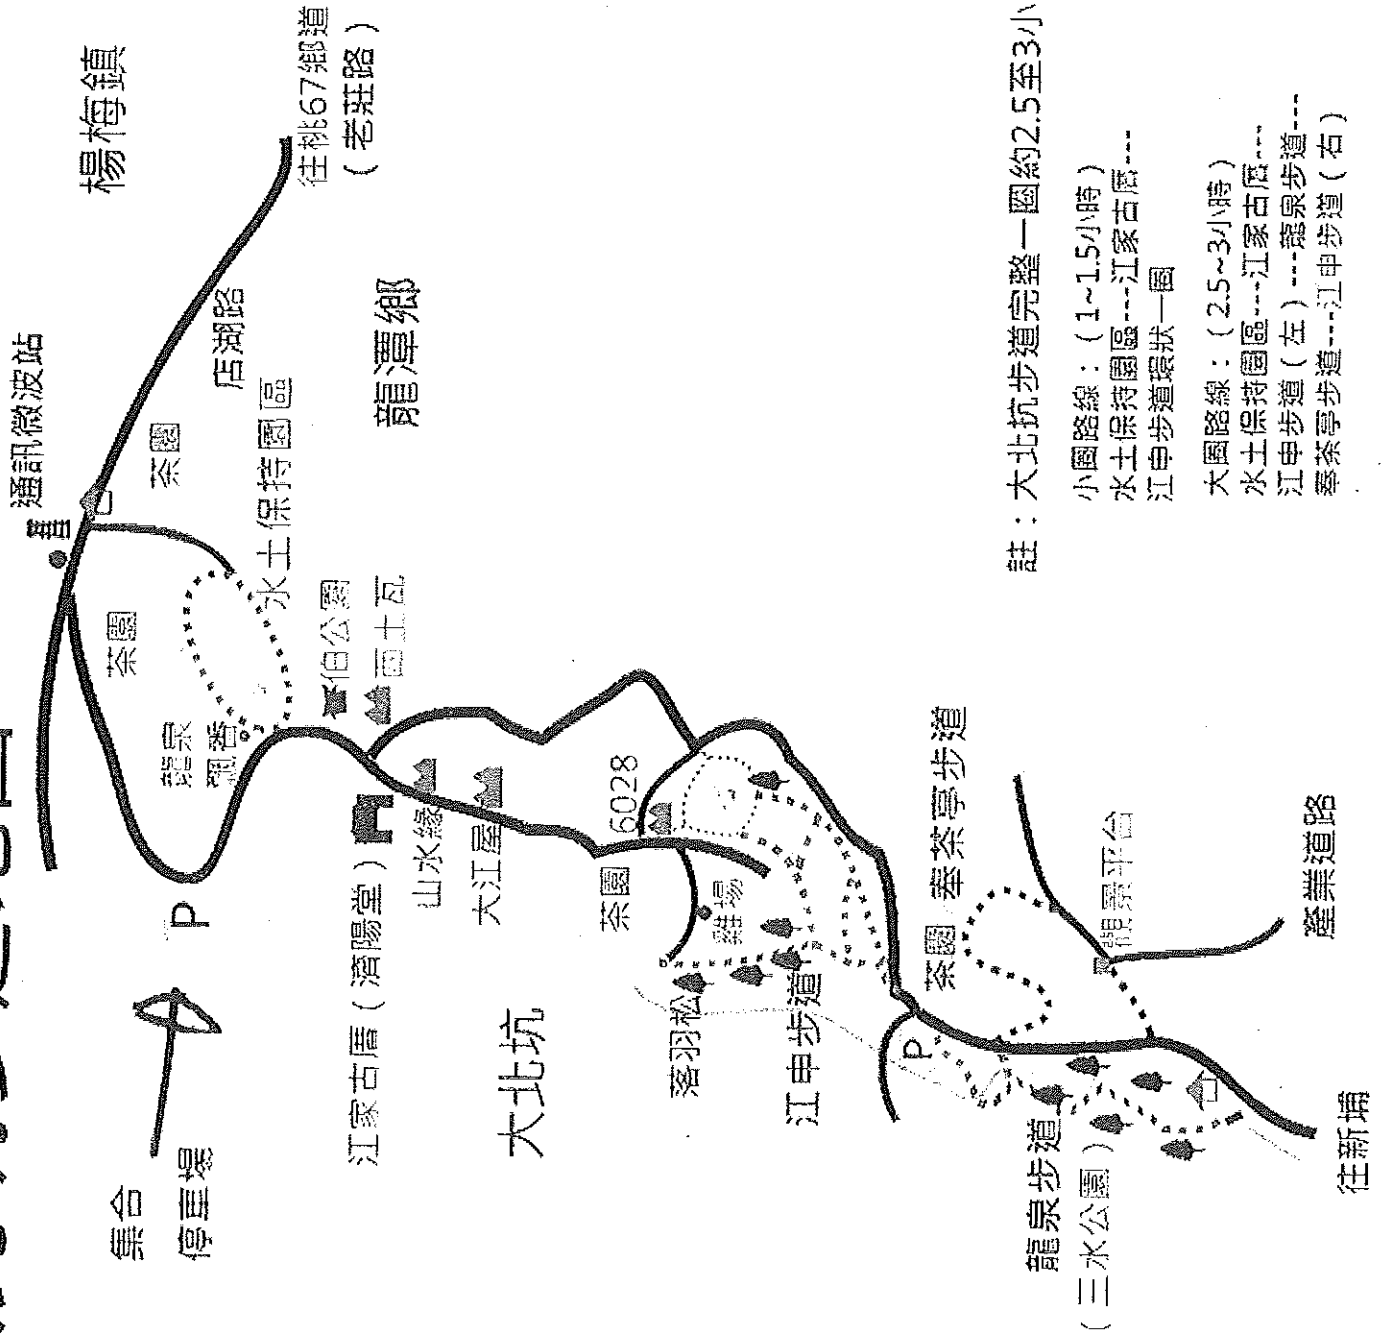 楊梅鎮
往桃67鄉道
(老莊路)
通訊微波站
店湖路
茶園
水土保持園區
龍潭鄉
茶園
龍泉
飄香
伯公園
面土瓦
P
集合
停車場
江家古厝(濟陽堂)
山水緣
大江屋
6028
茶園
雞場
大北坑
落羽松
江申步道
P
茶園
奉茶亭步道
觀景平台
產業道路
龍泉步道
(三水公園)
往新埔
註:大北抗步道完整一圈約2.5至3小
小圈路線:(1~1.5小時)
水土保持園區---江家古厝---
江申步道環狀一圈
大圈路線:(2.5~3小時)
水土保持園區---江家古厝---
江申步道(左)---龍泉步道---
奉茶亭步道---江申步道(右)